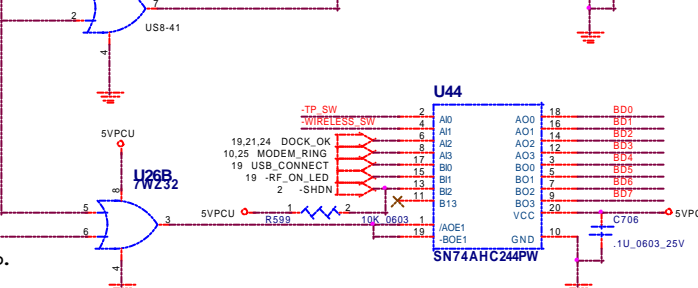 2
7
US8-41
4
U44
-TP_SW
2
AI0
AO0
18
BD0
-WIRELESS_SW
4
AI1
AO1
16
BD1
19,21,24 DOCK_OK
6
AI2
AO2
14
BD2
10,25 MODEM_RING
8
AI3
AO3
12
BD3
19 USB_CONNECT
17
BI0
BO0
3
BD4
19 -RF_ON_LED
15
BI1
BO1
5
BD5
2 -SHDN
13
BI2
BO2
7
BD6
11
B13
BO3
9
BD7
VCC
20
5VPCU
U26B
7WZ32
8
5
6
3
4
5VPCU
1
2
R599
10K_0603
1
/AOE1
19
-BOE1
GND
10
SN74AHC244PW
5VPC
C706
.1U_0603_25V